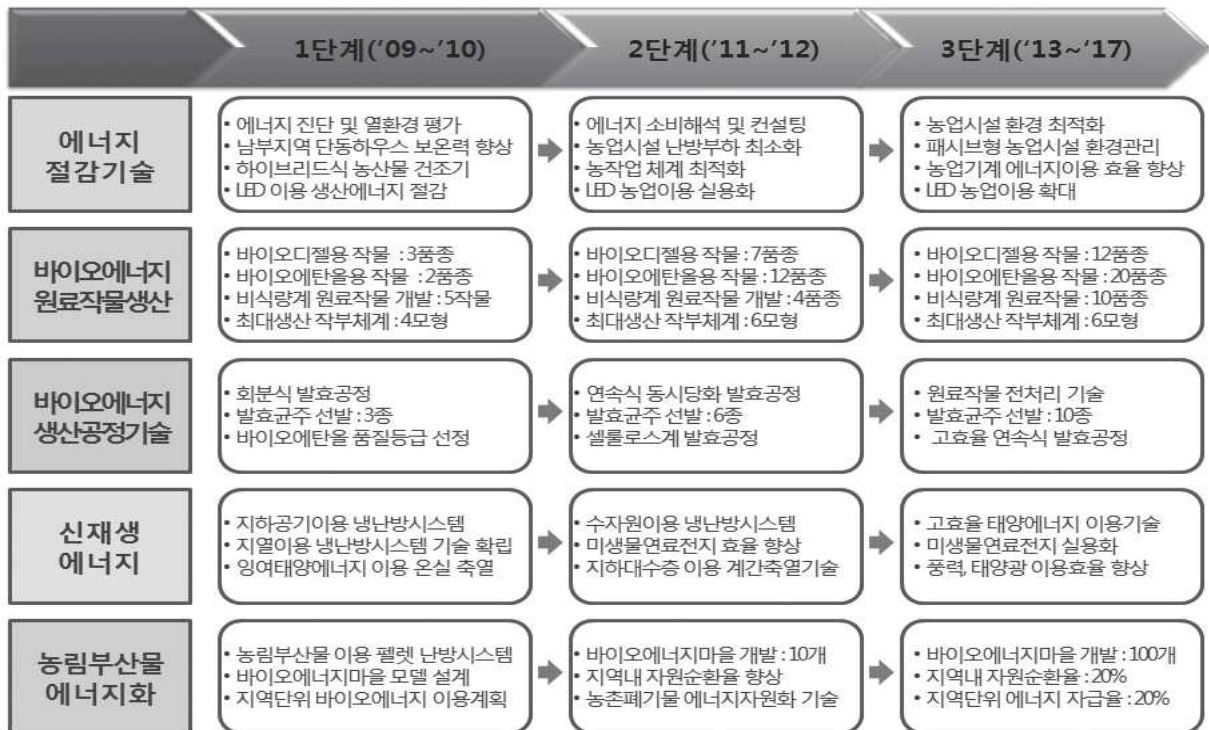 1단계('09~'10)
2단계('11~'12)
3단계('13~'17)
에너지
절감기술
• 에너지 진단 및 열환경 평가
• 남부지역 단동하우스 보온력 향상
• 하이브리드식 농산물 건조기
• LED 이용 생산에너지 절감
• 에너지 소비해석 및 컨설팅
• 농업시설 난방부하 최소화
• 농작업 체계 최적화
• LED 농업이용 실용화
• 농업시설 환경 최적화
• 패시브형 농업시설 환경관리
• 농업기계 에너지이용 효율 향상
• LED 농업이용 확대
바이오에너지
원료작물생산
• 바이오디젤용 작물 : 3품종
• 바이오에탄올용 작물 : 2품종
• 비식량계 원료작물 개발 : 5작물
• 최대생산 작부체계 : 4모형
• 바이오디젤용 작물 : 7품종
• 바이오에탄올용 작물 : 12품종
• 비식량계 원료작물 개발 : 4품종
• 최대생산 작부체계 : 6모형
• 바이오디젤용 작물 : 12품종
• 바이오에탄올용 작물 : 20품종
• 비식량계 원료작물 : 10품종
• 최대생산 작부체계 : 6모형
바이오에너지
생산공정기술
• 회분식 발효공정
• 발효균주 선발 : 3종
• 바이오에탄올 품질등급 선정
• 연속식 동시당화 발효공정
• 발효균주 선발 : 6종
• 셀룰로스계 발효공정
• 원료작물 전처리 기술
• 발효균주 선발 : 10종
• 고효율 연속식 발효공정
신재생
에너지
• 지하공기이용 냉난방시스템
• 지열이용 냉난방시스템 기술 확립
• 잉여태양에너지 이용 온실 축열
• 수자원이용 냉난방시스템
• 미생물연료전지 효율 향상
• 지하대수층 이용 계간축열기술
• 고효율 태양에너지 이용기술
• 미생물연료전지 실용화
• 풍력, 태양광 이용효율 향상
농림부산물
에너지화
• 농림부산물 이용 펠렛 난방시스템
• 바이오에너지마을 모델 설계
• 지역단위 바이오에너지 이용계획
• 바이오에너지마을 개발 : 10개
• 지역내 자원순환율 향상
• 농촌폐기물 에너지자원화 기술
• 바이오에너지마을 개발 : 100개
• 지역내 자원순환율 : 20%
• 지역단위 에너지 자급율 : 20%